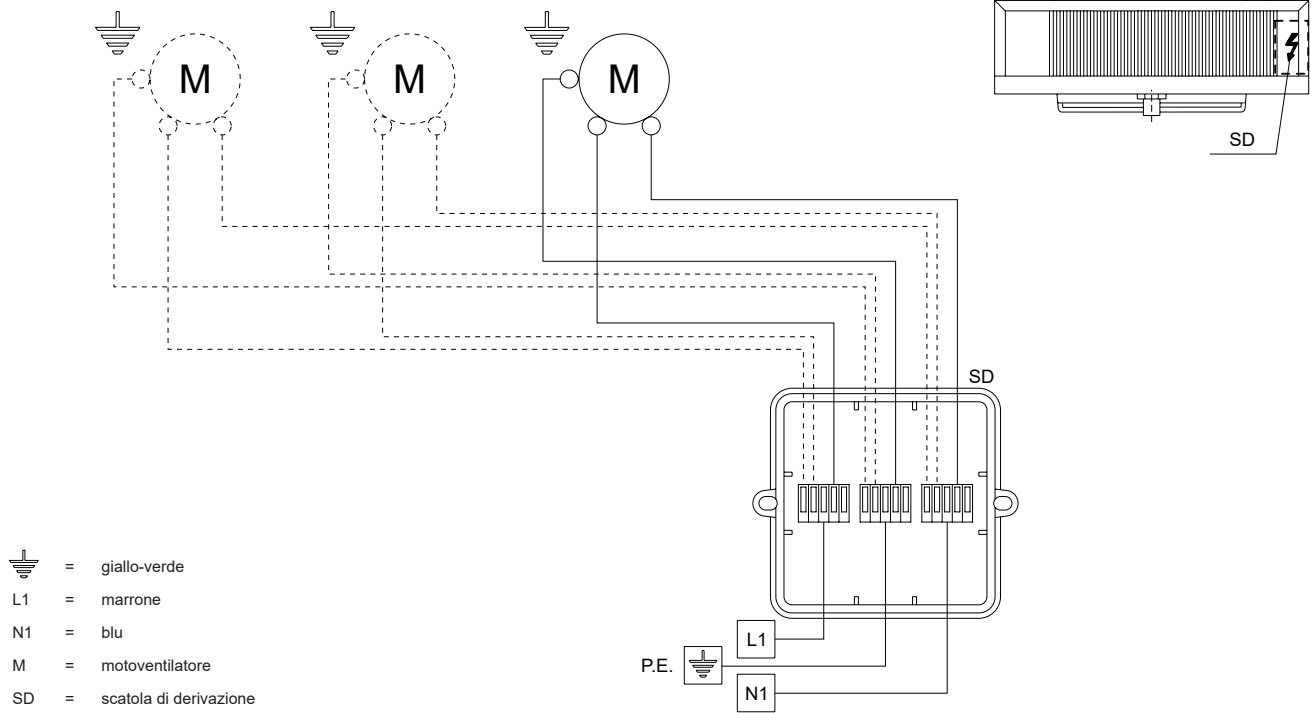 M M M
SD
SD
= giallo-verde
L1 = marrone
N1 = blu
M = motoventilatore
SD = scatola di derivazione
L1
P.E.
N1